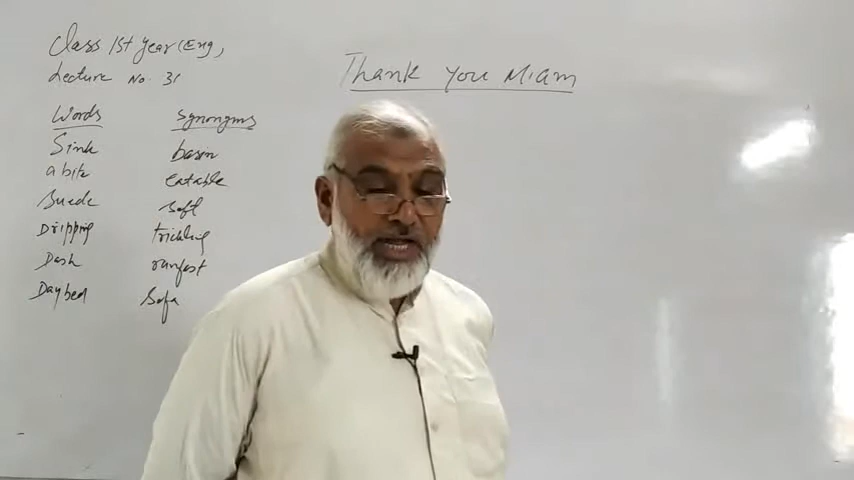 Class 1st year (Eng)
Lecture No. 31
Thank You M'am
Words Synonyms
Sink basin
a bite eatable
Suede Soft
Dripping trickling
Dash runfast
Daybed Sofa